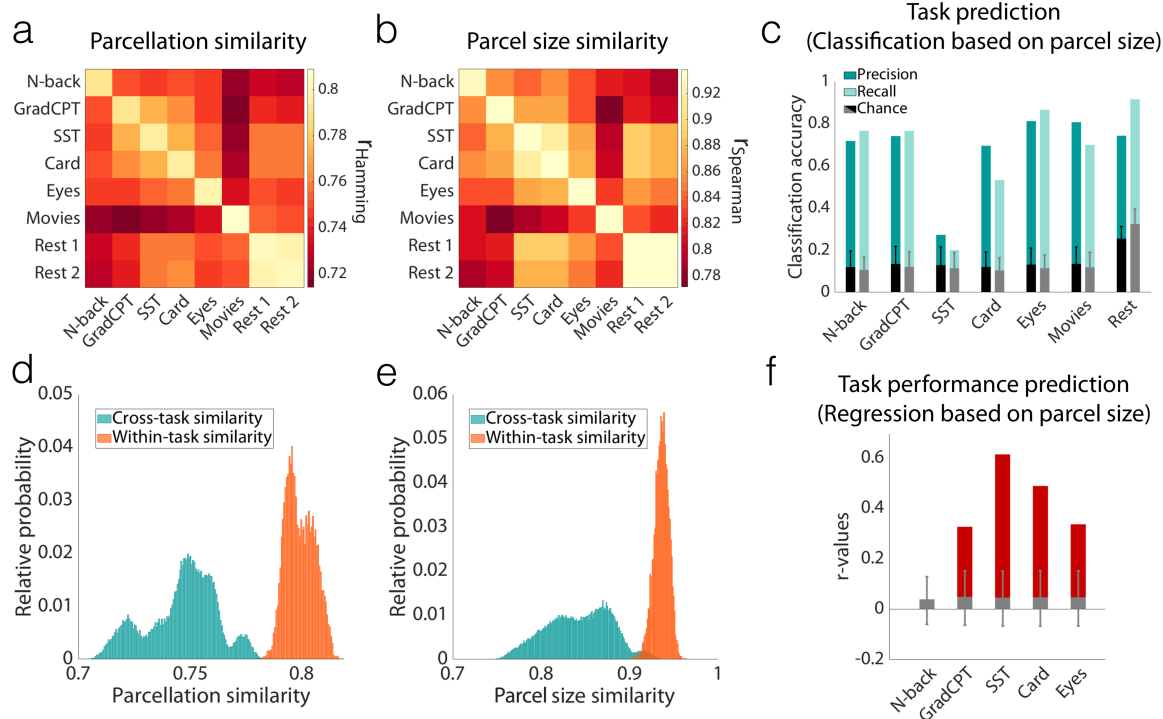 a
Parcellation similarity
N-back
GradCPT
SST
Card
Eyes
Movies
Rest 1
Rest 2
N-back
GradCPT
SST
Card
Eyes
Movies
Rest 1
Rest 2
0.8
0.78
0.76
0.74
0.72
rHamming
b
Parcel size similarity
N-back
GradCPT
SST
Card
Eyes
Movies
Rest 1
Rest 2
N-back
GradCPT
SST
Card
Eyes
Movies
Rest 1
Rest 2
0.92
0.9
0.88
0.86
0.84
0.82
0.8
0.78
rSpearman
c
Task prediction
(Classification based on parcel size)
Precision
Recall
Chance
Classification accuracy
1
0.8
0.6
0.4
0.2
0
N-back
GradCPT
SST
Card
Eyes
Movies
Rest
d
Cross-task similarity
Within-task similarity
Relative probability
0.05
0.04
0.03
0.02
0.01
0
0.7
0.75
0.8
Parcellation similarity
e
Cross-task similarity
Within-task similarity
Relative probability
0.06
0.05
0.04
0.03
0.02
0.01
0
0.7
0.8
0.9
1
Parcel size similarity
f
Task performance prediction
(Regression based on parcel size)
r-values
0.6
0.4
0.2
0
-0.2
N-back
GradCPT
SST
Card
Eyes